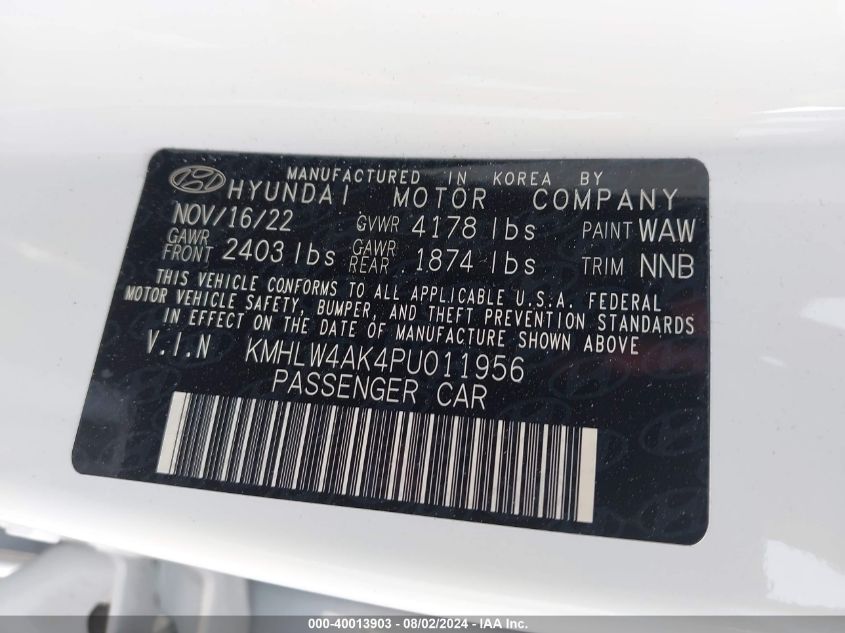 MANUFACTURED IN KOREA BY
HYUNDAI MOTOR COMPANY
NOV/16/22 GVWR 4178 lbs PAINT WAW
GAWR FRONT 2403 lbs GAWR REAR 1874 lbs TRIM NNB
THIS VEHICLE CONFORMS TO ALL APPLICABLE U.S.A. FEDERAL
MOTOR VEHICLE SAFETY, BUMPER, AND THEFT PREVENTION STANDARDS
IN EFFECT ON THE DATE OF MANUFACTURE SHOWN ABOVE
V.I.N KMHLW4AK4PU011956
PASSENGER CAR
000-40013903 - 08/02/2024 - IAA Inc.